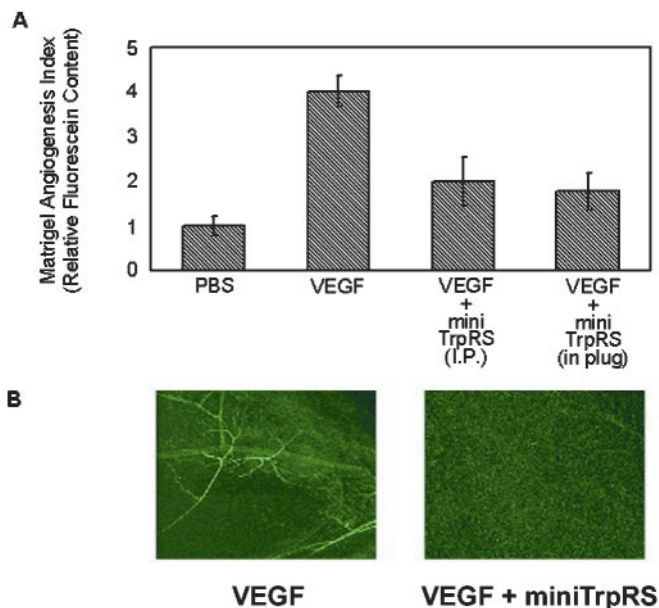 A
Matrigel Angiogenesis Index
(Relative Fluorescein Content)
5
4
3
2
1
0
PBS
VEGF
VEGF
+
mini
TrpRS
(I.P.)
VEGF
+
mini
TrpRS
(in plug)
B
VEGF
VEGF + miniTrpRS